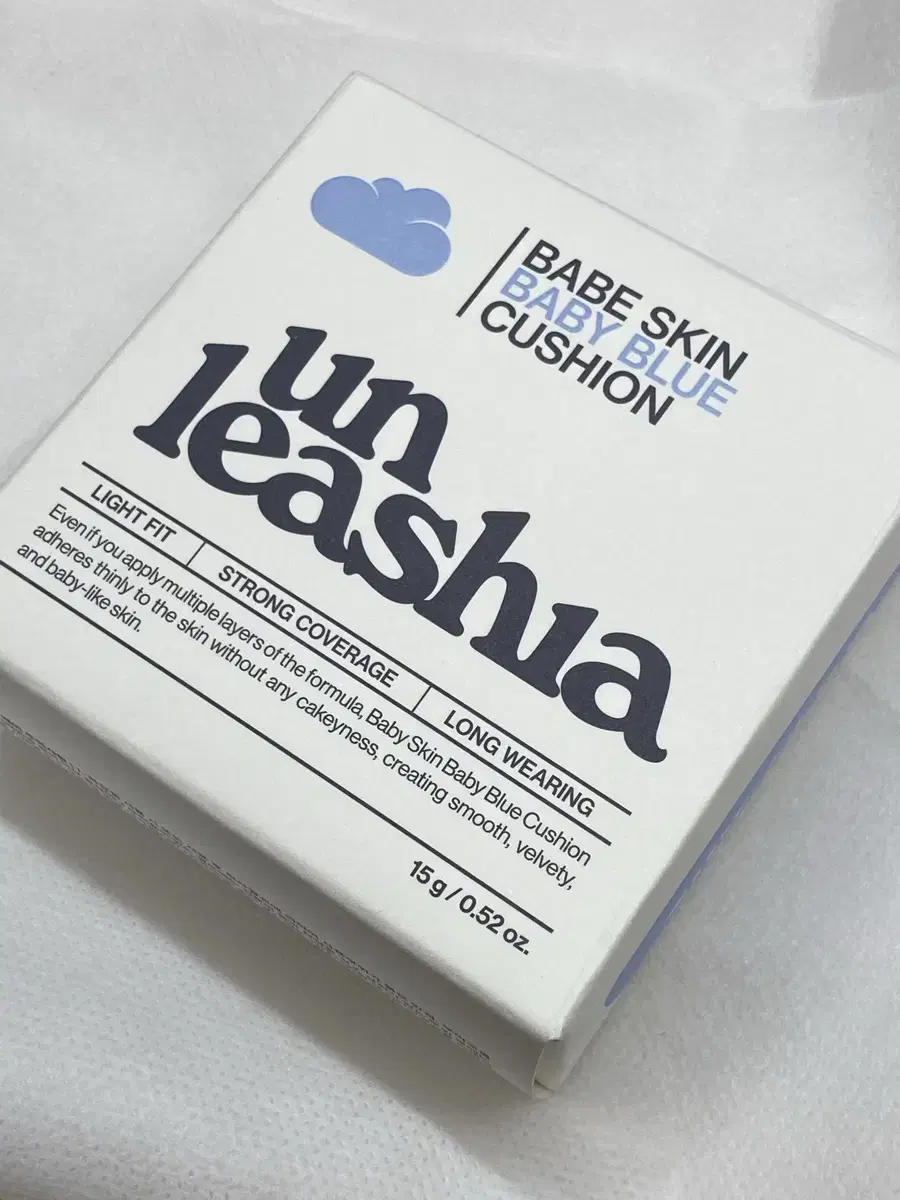 BABE SKIN
BABY BLUE
CUSHION
un
leashia
LIGHT FIT | STRONG COVERAGE | LONG WEARING
Even if you apply multiple layers of the formula, Baby Skin Baby Blue Cushion
adheres thinly to the skin without any cakeyness, creating smooth, velvety,
and baby-like skin.
15 g / 0.52 oz.